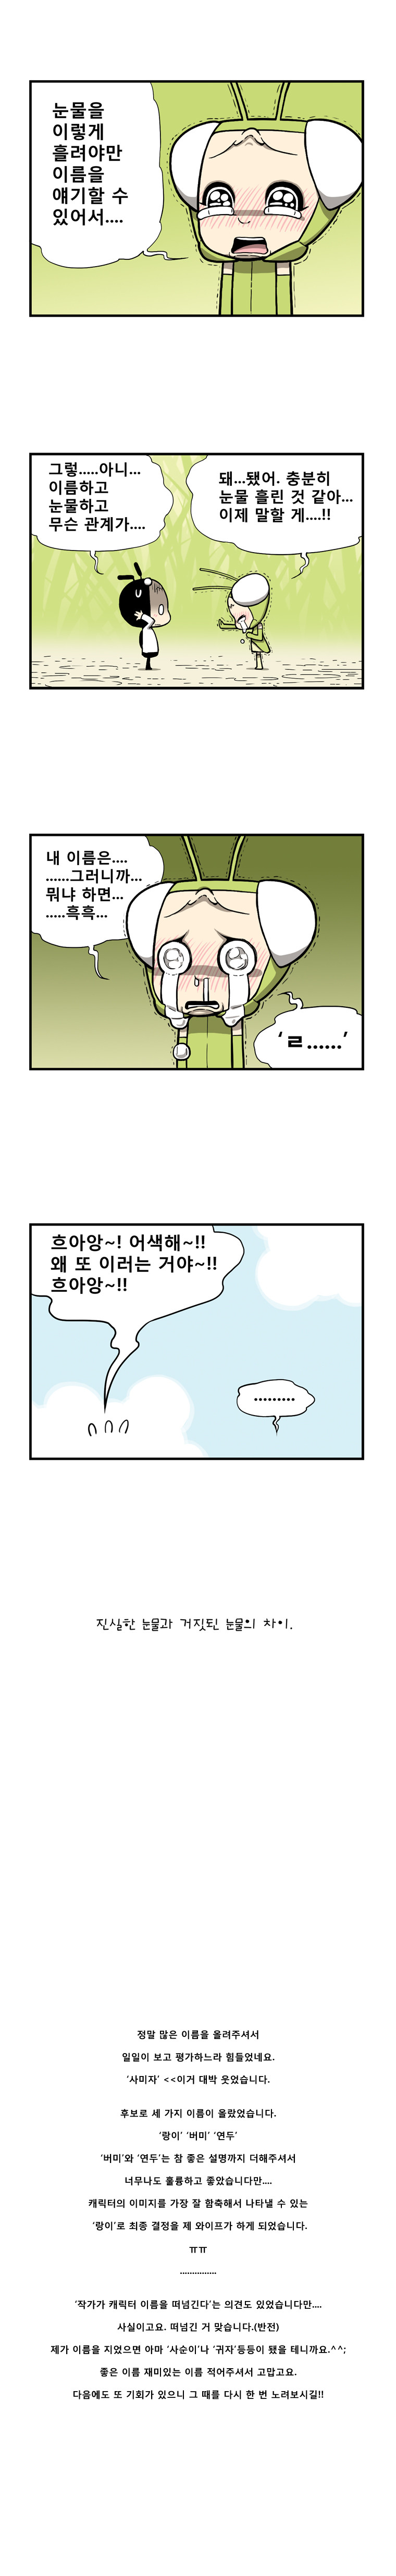 눈물을
이렇게
흘려야만
이름을
얘기할 수
있어서....
그렇.....아니...
이름하고
눈물하고
무슨 관계가....
돼...됐어. 충분히
눈물 흘린 것 같아...
이제 말할 게....!!
내 이름은....
......그러니까...
뭐냐 하면...
.....흑흑...
‘ㄹ......’
흐아앙~! 어색해~!!
왜 또 이러는 거야~!!
흐아앙~!!
.........
진실한 눈물과 거짓된 눈물의 차이.
정말 많은 이름을 올려주셔서
일일이 보고 평가하느라 힘들었네요.
‘사미자’ <<이거 대박 웃었습니다.
후보로 세 가지 이름이 올랐었습니다.
‘랑이’ ‘버미’ ‘연두’
‘버미’와 ‘연두’는 참 좋은 설명까지 더해주셔서
너무나도 훌륭하고 좋았습니다만....
캐릭터의 이미지를 가장 잘 함축해서 나타낼 수 있는
‘랑이’로 최종 결정을 제 와이프가 하게 되었습니다.
ㅠㅠ
...............
‘작가가 캐릭터 이름을 떠넘긴다’는 의견도 있었습니다만....
사실이고요. 떠넘긴 거 맞습니다.(반전)
제가 이름을 지었으면 아마 ‘사순이’나 ‘귀자’등등이 됐을 테니까요.^^;
좋은 이름 재미있는 이름 적어주셔서 고맙고요.
다음에도 또 기회가 있으니 그 때를 다시 한 번 노려보시길!!